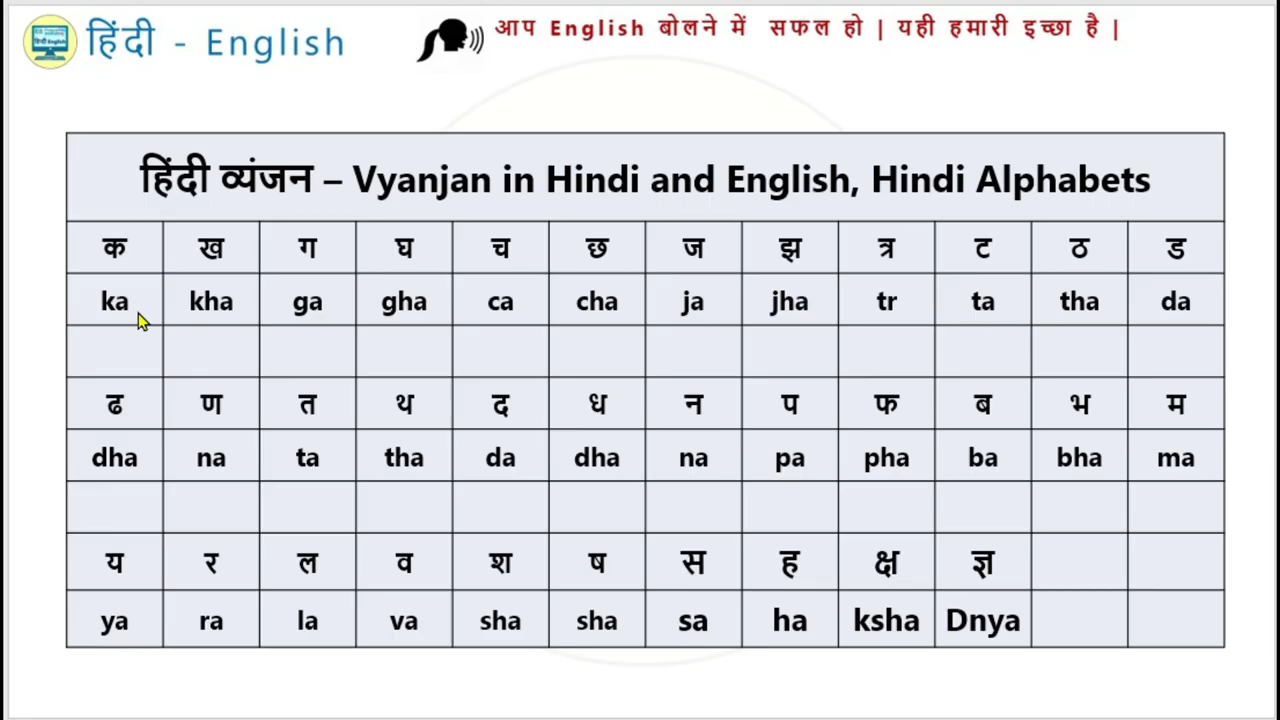 हिंदी - English
आप English बोलने में सफल हो | यही हमारी इच्छा है |
हिंदी व्यंजन – Vyanjan in Hindi and English, Hindi Alphabets
क ख ग घ च छ ज झ त्र ट ठ ड
ka kha ga gha ca cha ja jha tr ta tha da
ढ ण त थ द ध न प फ ब भ म
dha na ta tha da dha na pa pha ba bha ma
य र ल व श ष स ह क्ष ज्ञ
ya ra la va sha sha sa ha ksha Dnya